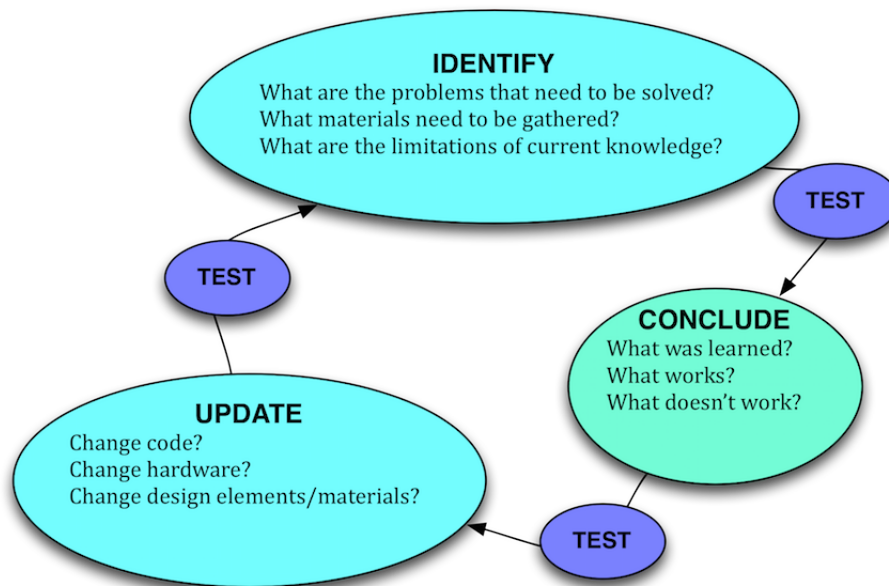 IDENTIFY
What are the problems that need to be solved?
What materials need to be gathered?
What are the limitations of current knowledge?
TEST
CONCLUDE
What was learned?
What works?
What doesn’t work?
TEST
UPDATE
Change code?
Change hardware?
Change design elements/materials?
TEST